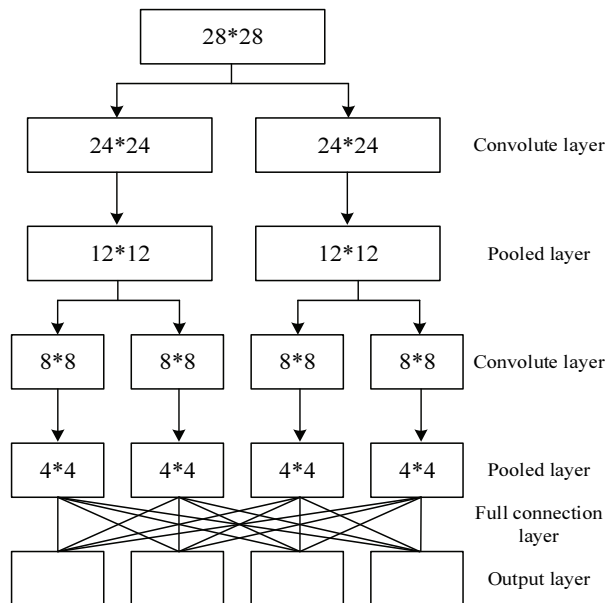 28*28
24*24 24*24 Convolute layer
12*12 12*12 Pooled layer
8*8 8*8 8*8 8*8 Convolute layer
4*4 4*4 4*4 4*4 Pooled layer
Full connection
layer
Output layer